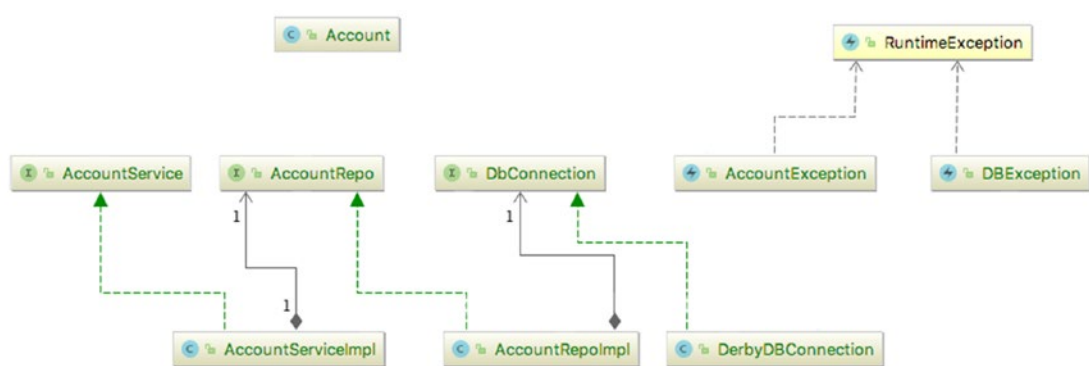 Account
RuntimeException
AccountService
AccountRepo
DbConnection
AccountException
DBException
1
1
1
AccountServiceImpl
AccountRepoImpl
DerbyDBConnection